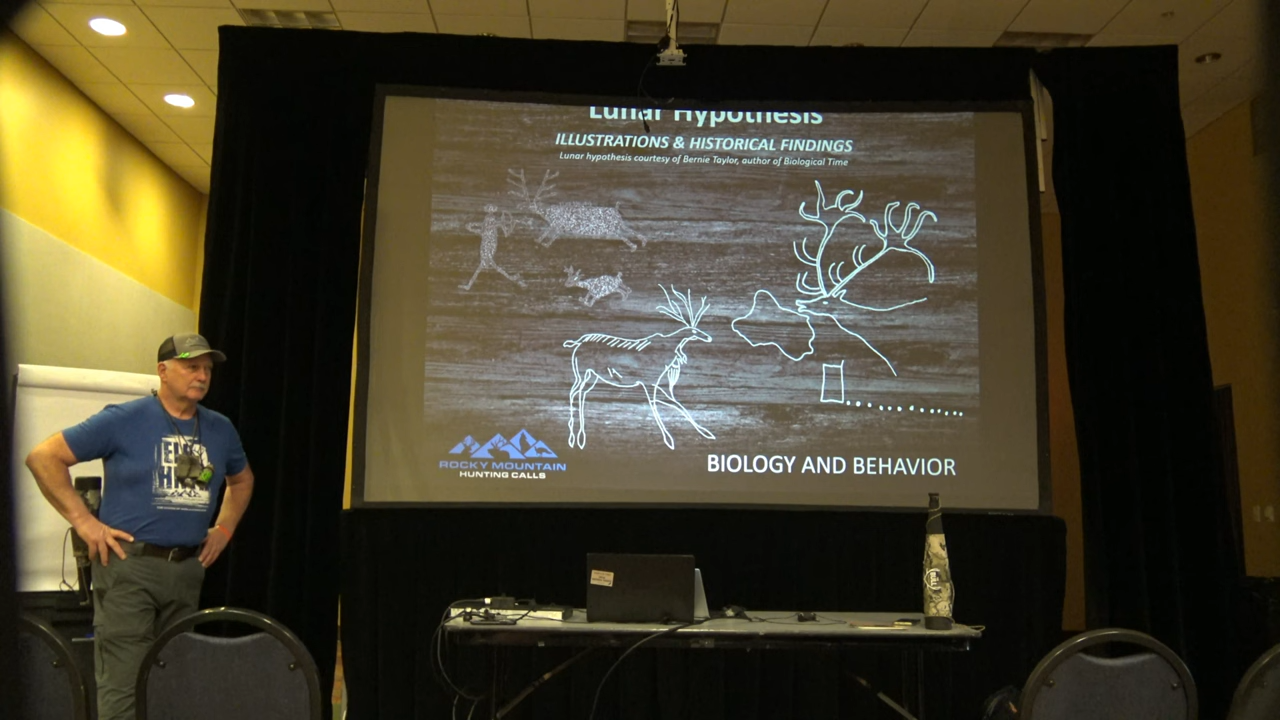 Lunar Hypothesis
ILLUSTRATIONS & HISTORICAL FINDINGS
Lunar hypothesis courtesy of Bernie Taylor, author of Biological Time
ROCKY MOUNTAIN
HUNTING CALLS
BIOLOGY AND BEHAVIOR